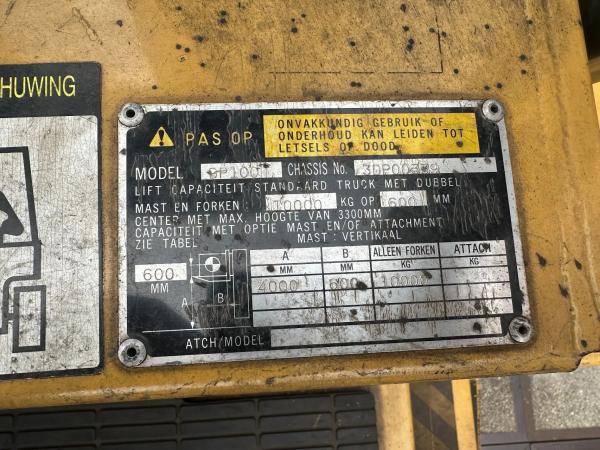 HUWING
PAS OP
ONVAKKUNDIG GEBRUIK OF
ONDERHOUD KAN LEIDEN TOT
LETSELS OF DOOD.
MODEL CHASSIS No.
LIFT CAPACITEIT STANDAARD TRUCK MET DUBBEL
MAST EN FORKEN: 10000 KG OP 600 MM
CENTER MET MAX. HOOGTE VAN 3300MM
CAPACITEIT MET OPTIE MAST EN/OF ATTACHMENT
ZIE TABEL MAST: VERTIKAAL
A B ALLEEN FORKEN ATTACH
MM MM KG KG
4000 600 10000
600
MM
A
B
ATCH/MODEL